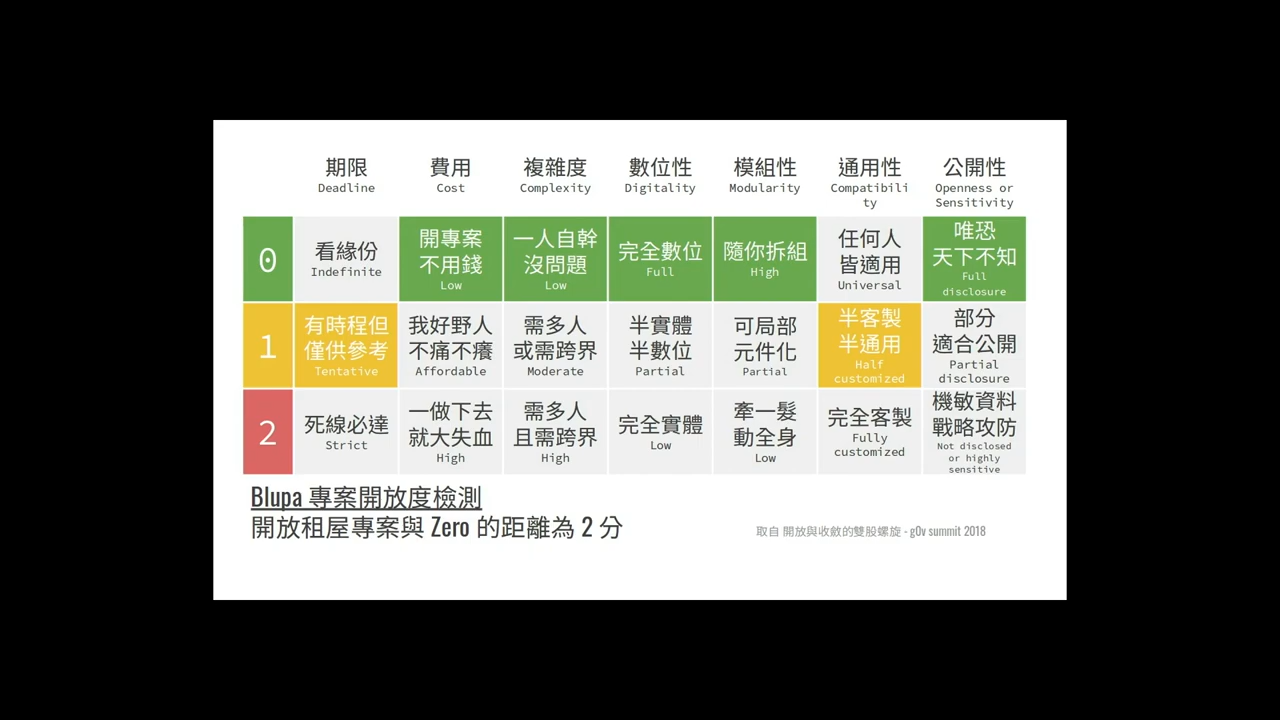 期限
Deadline
費用
Cost
複雜度
Complexity
數位性
Digitality
模組性
Modularity
通用性
Compatibili
ty
公開性
Openness or
Sensitivity
0
看緣份
Indefinite
開專案
不用錢
Low
一人自幹
沒問題
Low
完全數位
Full
隨你拆組
High
任何人
皆適用
Universal
唯恐
天下不知
Full
disclosure
1
有時程但
僅供參考
Tentative
我好野人
不痛不癢
Affordable
需多人
或需跨界
Moderate
半實體
半數位
Partial
可局部
元件化
Partial
半客製
半通用
Half
customized
部分
適合公開
Partial
disclosure
2
死線必達
Strict
一做下去
就大失血
High
需多人
且需跨界
High
完全實體
Low
牽一髮
動全身
Low
完全客製
Fully
customized
機敏資料
戰略攻防
Not disclosed
or highly
sensitive
Blupa 專案開放度檢測
開放租屋專案與 Zero 的距離為 2 分
取自 開放與收斂的雙股螺旋 - g0v summit 2018